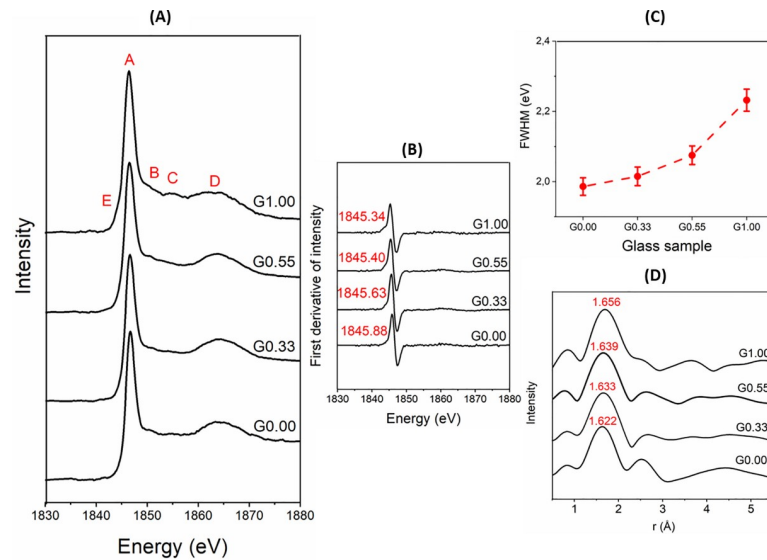 (A)
A
B
C
D
E
G1.00
G0.55
G0.33
G0.00
Intensity
1830 1840 1850 1860 1870 1880
Energy (eV)
(B)
1845.34
G1.00
1845.40
G0.55
1845.63
G0.33
1845.88
G0.00
First derivative of intensity
1830 1840 1850 1860 1870 1880
Energy (eV)
(C)
2,4
2,2
2,0
FWHM (eV)
G0.00 G0.33 G0.55 G1.00
Glass sample
(D)
1.656
G1.00
1.639
G0.55
1.633
G0.33
1.622
G0.00
Intensity
1 2 3 4 5
r (Å)